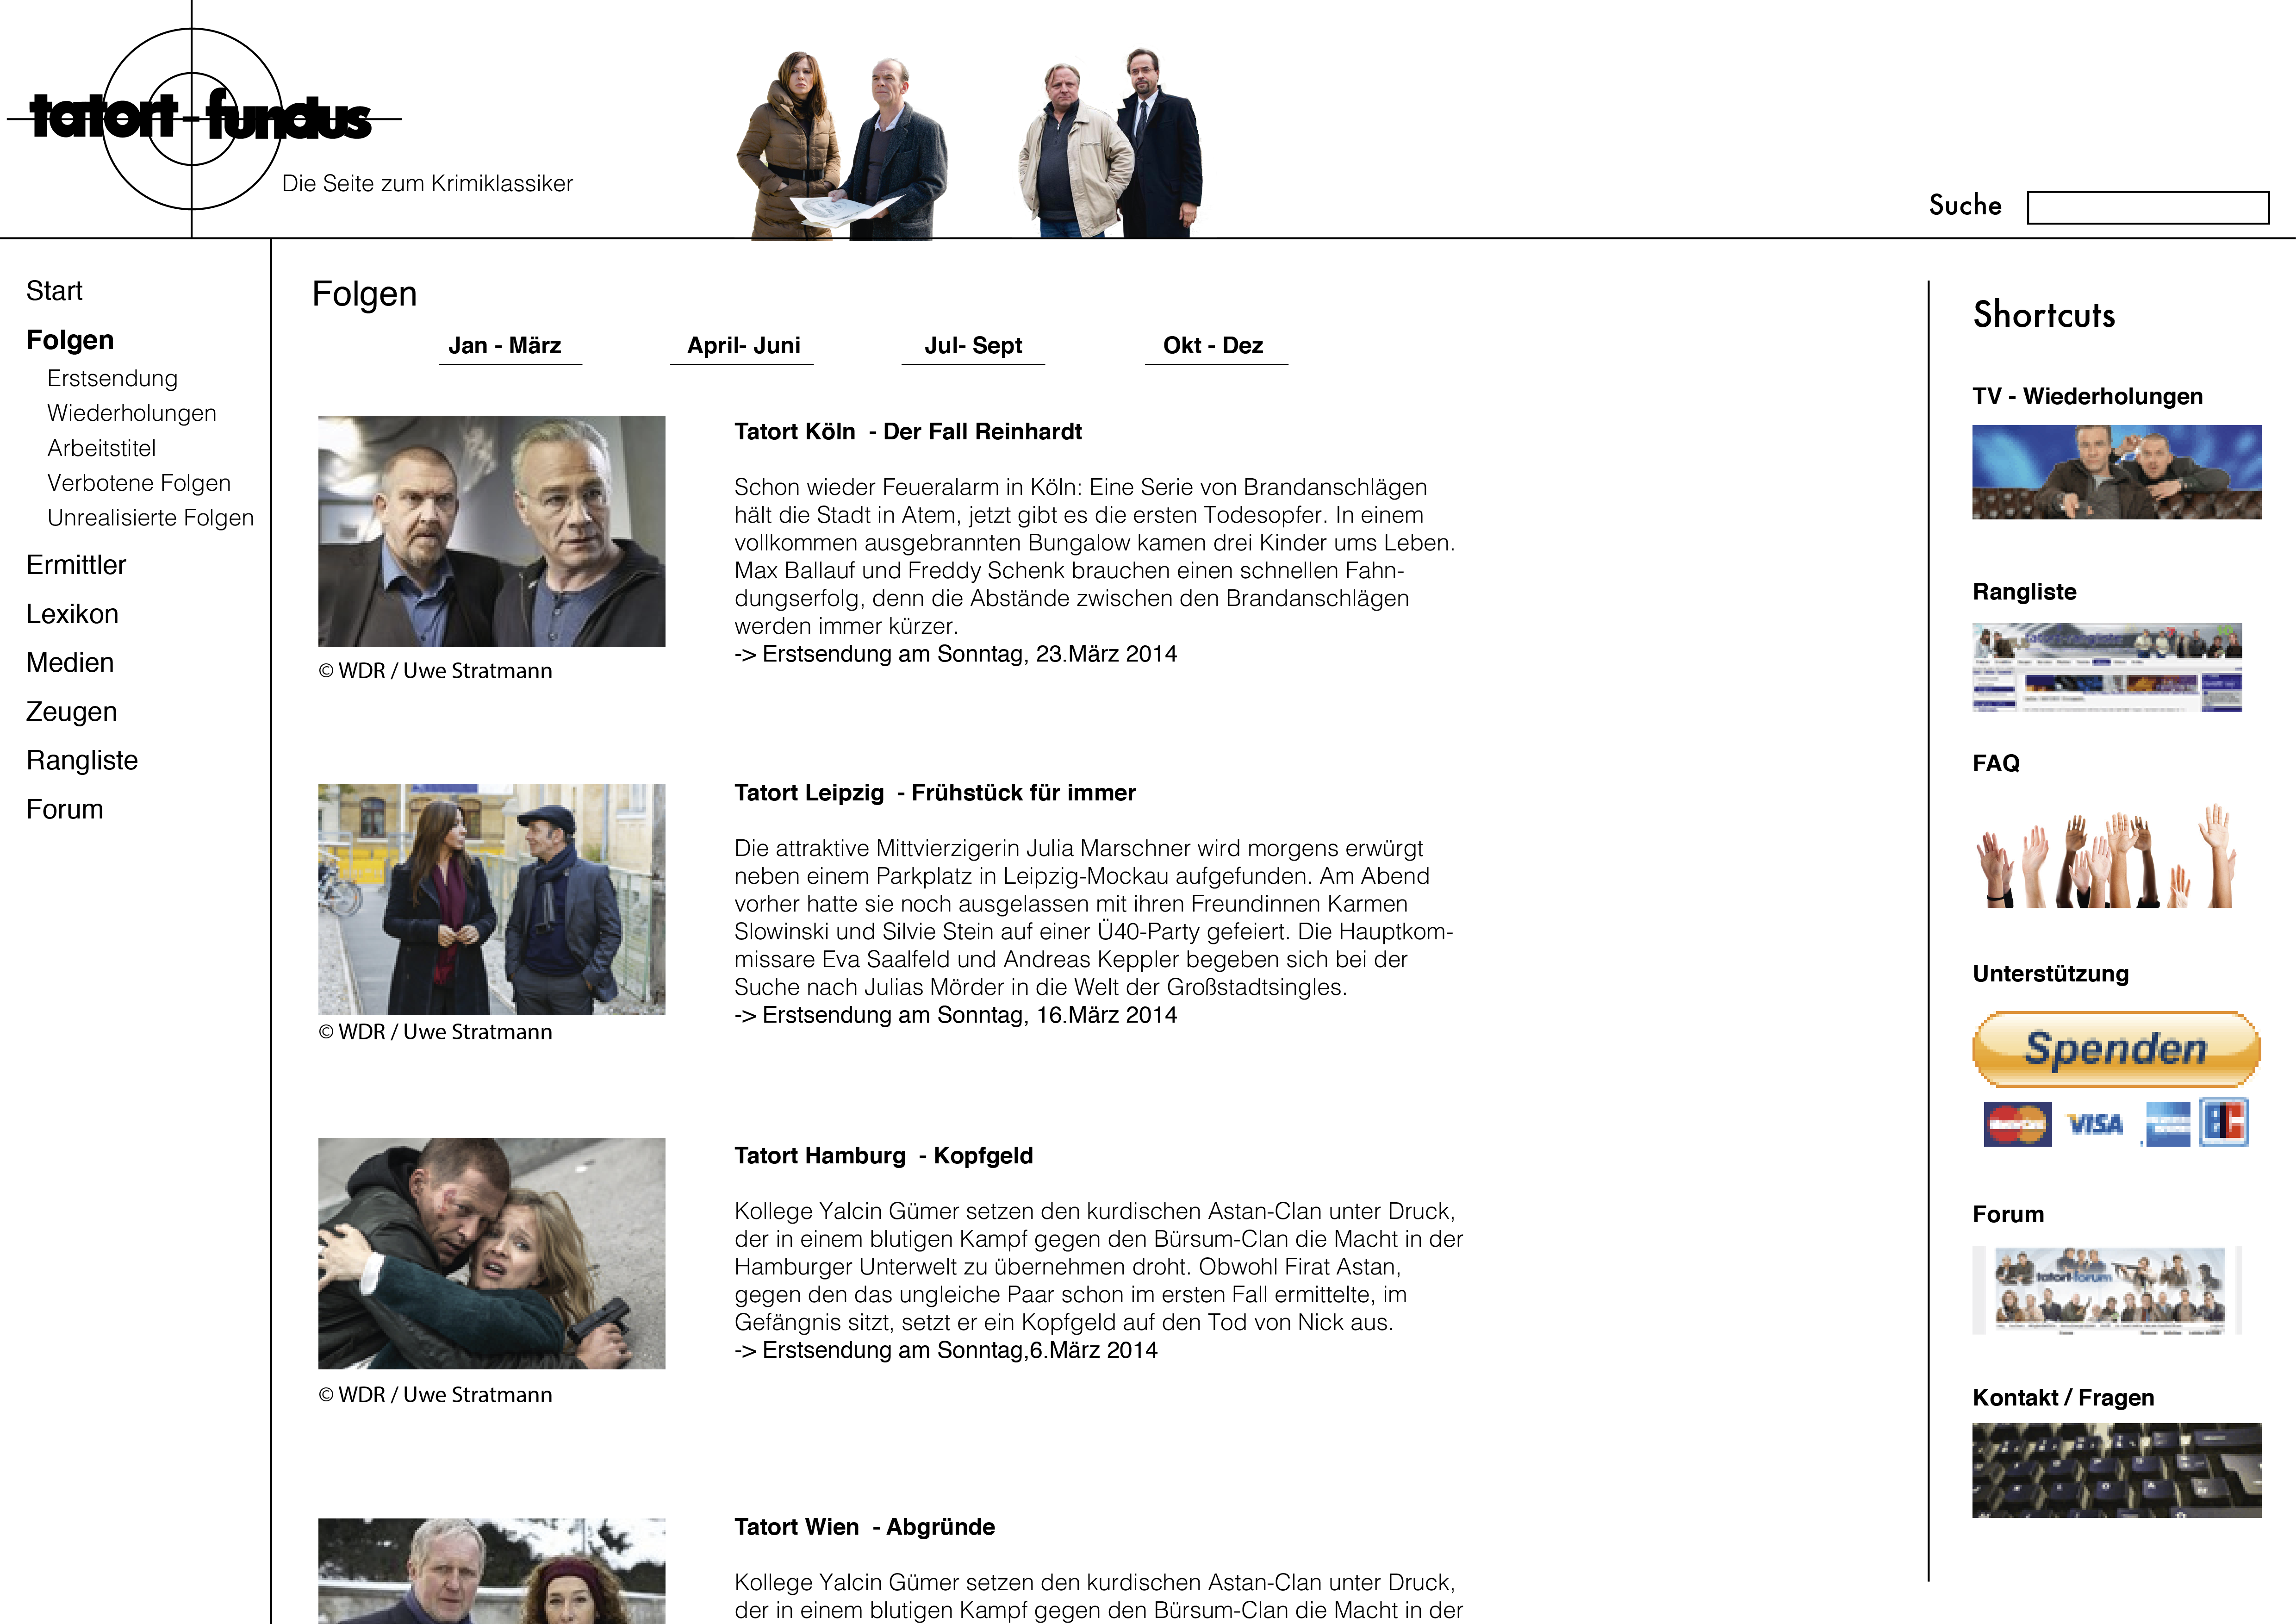 tatort-fundus
Die Seite zum Krimiklassiker
Suche
Start
Folgen
Erstsendung
Wiederholungen
Arbeitstitel
Verbotene Folgen
Unrealisierte Folgen
Ermittler
Lexikon
Medien
Zeugen
Rangliste
Forum
Folgen
Jan - März
April- Juni
Jul- Sept
Okt - Dez
Tatort Köln  - Der Fall Reinhardt
Schon wieder Feueralarm in Köln: Eine Serie von Brandanschlägen
hält die Stadt in Atem, jetzt gibt es die ersten Todesopfer. In einem
vollkommen ausgebrannten Bungalow kamen drei Kinder ums Leben.
Max Ballauf und Freddy Schenk brauchen einen schnellen Fahn-
dungserfolg, denn die Abstände zwischen den Brandanschlägen
werden immer kürzer.
-> Erstsendung am Sonntag, 23.März 2014
© WDR / Uwe Stratmann
Tatort Leipzig  - Frühstück für immer
Die attraktive Mittvierzigerin Julia Marschner wird morgens erwürgt
neben einem Parkplatz in Leipzig-Mockau aufgefunden. Am Abend
vorher hatte sie noch ausgelassen mit ihren Freundinnen Karmen
Slowinski und Silvie Stein auf einer Ü40-Party gefeiert. Die Hauptkom-
missare Eva Saalfeld und Andreas Keppler begeben sich bei der
Suche nach Julias Mörder in die Welt der Großstadtsingles.
-> Erstsendung am Sonntag, 16.März 2014
© WDR / Uwe Stratmann
Tatort Hamburg  - Kopfgeld
Kollege Yalcin Gümer setzen den kurdischen Astan-Clan unter Druck,
der in einem blutigen Kampf gegen den Bürsum-Clan die Macht in der
Hamburger Unterwelt zu übernehmen droht. Obwohl Firat Astan,
gegen den das ungleiche Paar schon im ersten Fall ermittelte, im
Gefängnis sitzt, setzt er ein Kopfgeld auf den Tod von Nick aus.
-> Erstsendung am Sonntag,6.März 2014
© WDR / Uwe Stratmann
Tatort Wien  - Abgründe
Kollege Yalcin Gümer setzen den kurdischen Astan-Clan unter Druck,
der in einem blutigen Kampf gegen den Bürsum-Clan die Macht in der
Shortcuts
TV - Wiederholungen
Rangliste
tatort-rangliste
FAQ
Unterstützung
Spenden
VISA
EC
Forum
tatort-forum
Kontakt / Fragen